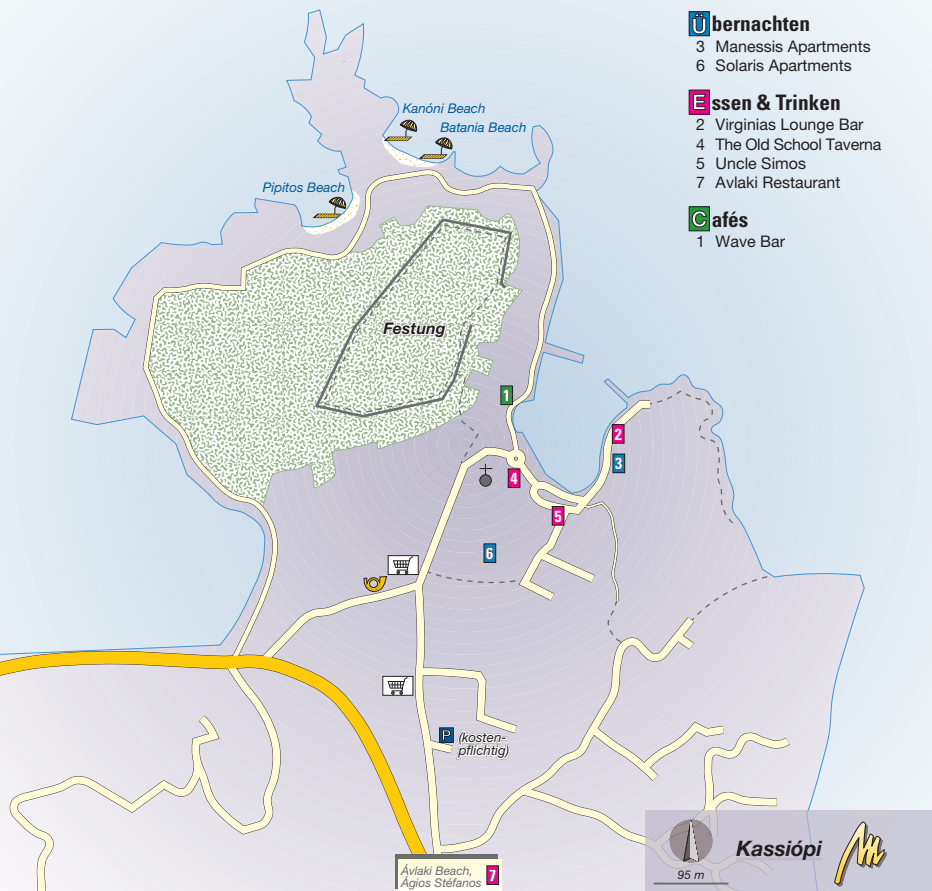 Übernachten
3 Manessis Apartments
6 Solaris Apartments
Essen & Trinken
2 Virginias Lounge Bar
4 The Old School Taverna
5 Uncle Simos
7 Avlaki Restaurant
Cafés
1 Wave Bar
Kanóni Beach
Batania Beach
Pipitos Beach
Festung
1
2
3
4
5
6
P (kosten-
pflichtig)
Ávlaki Beach,
Ágios Stéfanos 7
Kassiópi
95 m